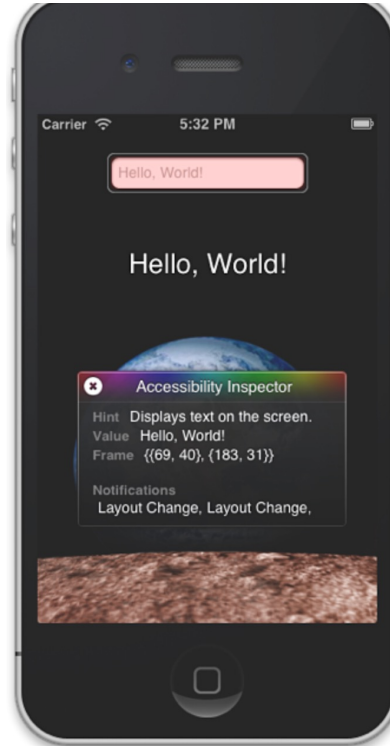 Carrier 5:32 PM
Hello, World!
Hello, World!
Accessibility Inspector
Hint Displays text on the screen.
Value Hello, World!
Frame {{69, 40}, {183, 31}}
Notifications
Layout Change, Layout Change,